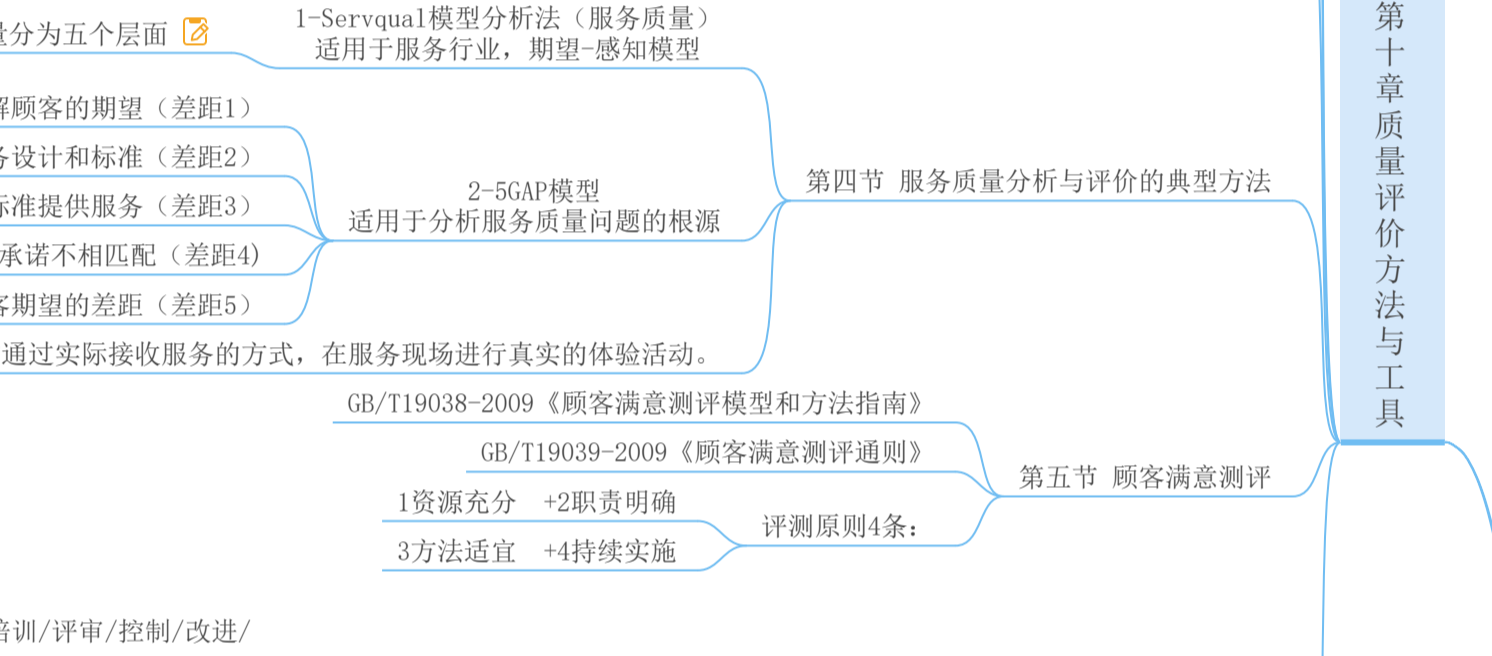 第十章质量评价方法与工具
第四节 服务质量分析与评价的典型方法
1-Servqual模型分析法（服务质量）
适用于服务行业，期望-感知模型
量分为五个层面
2-5GAP模型
适用于分析服务质量问题的根源
解顾客的期望（差距1）
务设计和标准（差距2）
标准提供服务（差距3）
承诺不相匹配（差距4)
客期望的差距（差距5）
通过实际接收服务的方式，在服务现场进行真实的体验活动。
第五节 顾客满意测评
GB/T19038-2009《顾客满意测评模型和方法指南》
GB/T19039-2009《顾客满意测评通则》
评测原则4条：
1资源充分 +2职责明确
3方法适宜 +4持续实施
培训/评审/控制/改进/